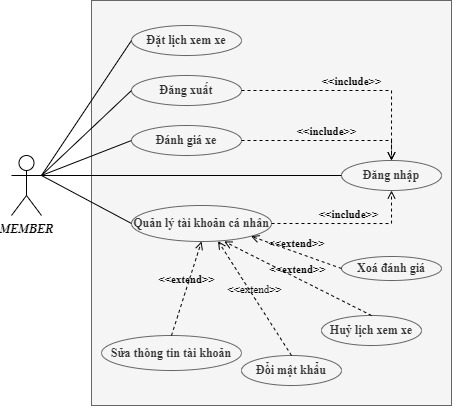 Đặt lịch xem xe
Đăng xuất
<<include>>
Đánh giá xe
<<include>>
Đăng nhập
MEMBER
Quản lý tài khoản cá nhân
<<include>>
<<extend>>
Xoá đánh giá
<<extend>>
<<extend>>
<<extend>>
Huỷ lịch xem xe
Sửa thông tin tài khoản
Đổi mật khẩu